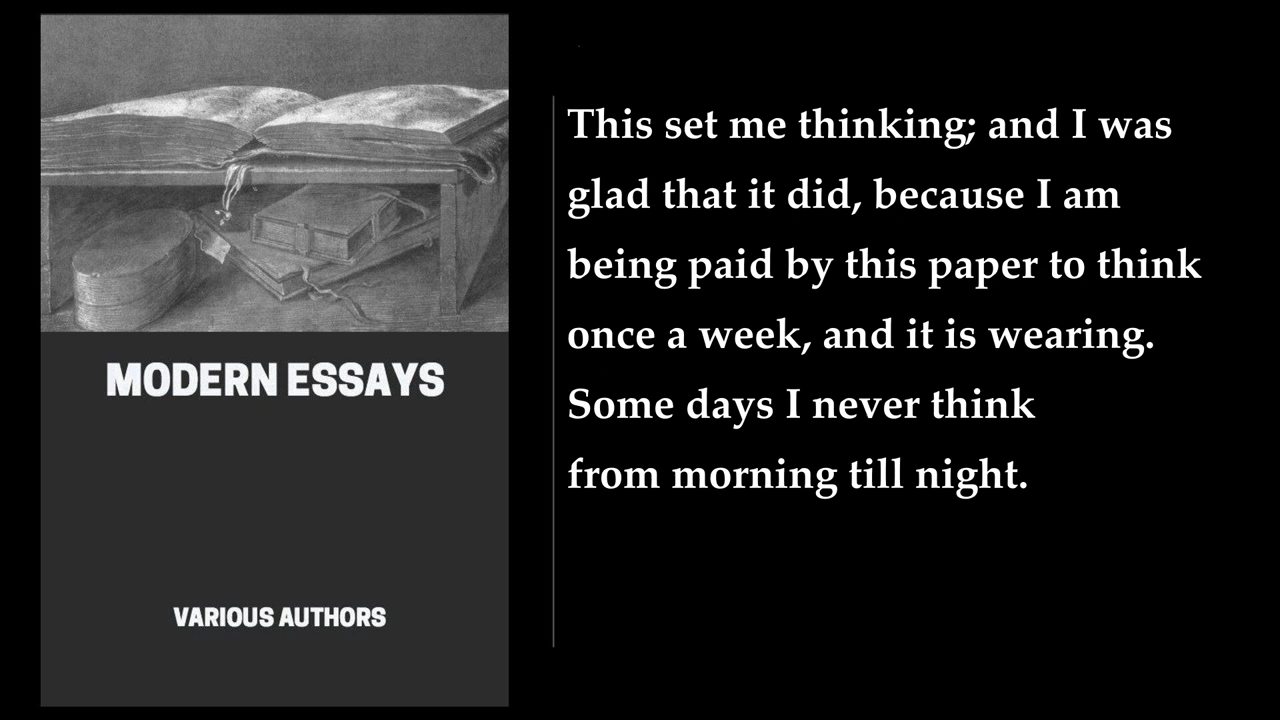 MODERN ESSAYS
VARIOUS AUTHORS
This set me thinking; and I was
glad that it did, because I am
being paid by this paper to think
once a week, and it is wearing.
Some days I never think
from morning till night.